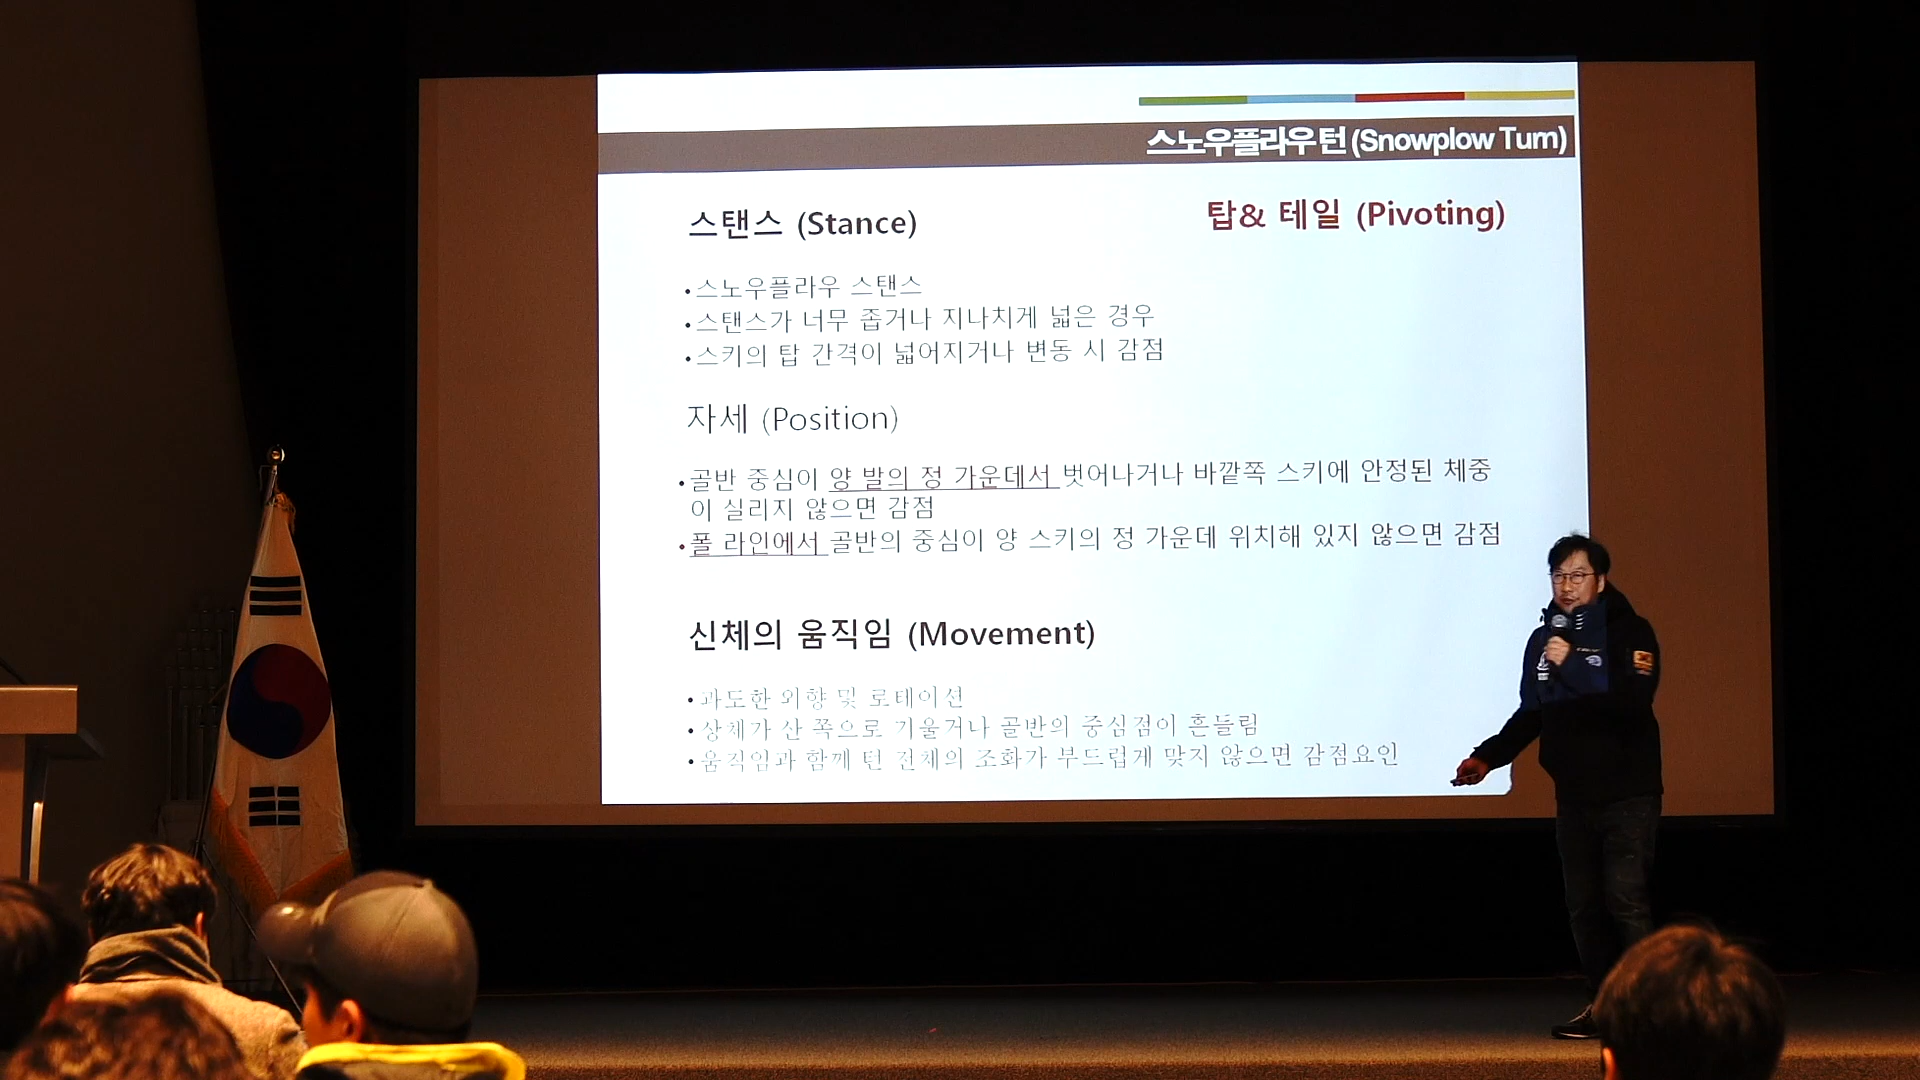 스노우플라우 턴 (Snowplow Turn)
스탠스 (Stance)
탑& 테일 (Pivoting)
•스노우플라우 스탠스
•스탠스가 너무 좁거나 지나치게 넓은 경우
•스키의 탑 간격이 넓어지거나 변동 시 감점
자세 (Position)
•골반 중심이 양 발의 정 가운데서 벗어나거나 바깥쪽 스키에 안정된 체중
이 실리지 않으면 감점
•폴 라인에서 골반의 중심이 양 스키의 정 가운데 위치해 있지 않으면 감점
신체의 움직임 (Movement)
•과도한 외향 및 로테이션
•상체가 산 쪽으로 기울거나 골반의 중심점이 흔들림
•움직임과 함께 턴 전체의 조화가 부드럽게 맞지 않으면 감점요인